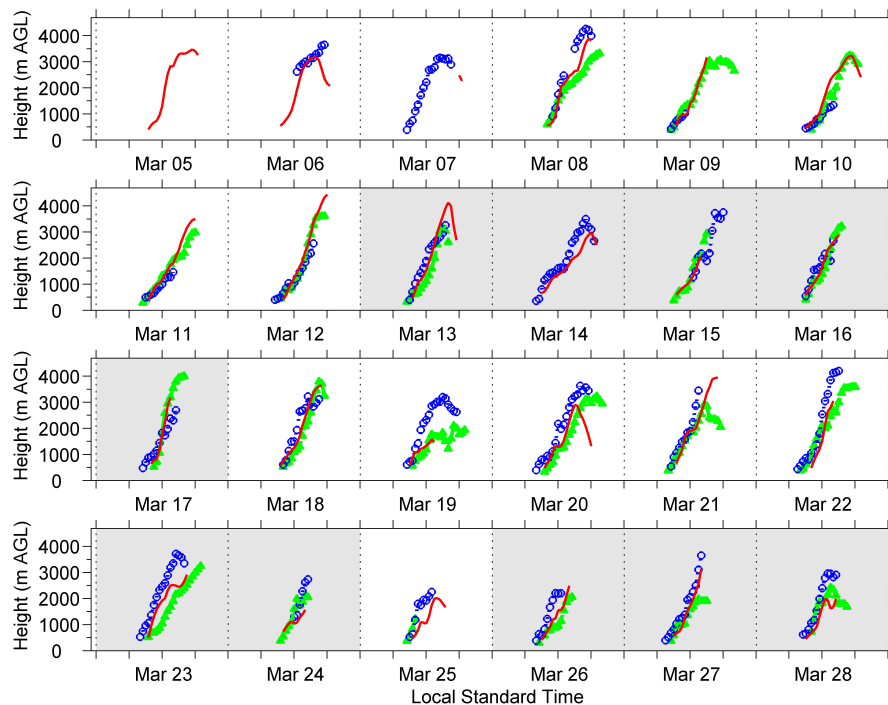 Height (m AGL)
4000
3000
2000
1000
0
Mar 05 Mar 06 Mar 07 Mar 08 Mar 09 Mar 10
Height (m AGL)
4000
3000
2000
1000
0
Mar 11 Mar 12 Mar 13 Mar 14 Mar 15 Mar 16
Height (m AGL)
4000
3000
2000
1000
0
Mar 17 Mar 18 Mar 19 Mar 20 Mar 21 Mar 22
Height (m AGL)
4000
3000
2000
1000
0
Mar 23 Mar 24 Mar 25 Mar 26 Mar 27 Mar 28
Local Standard Time